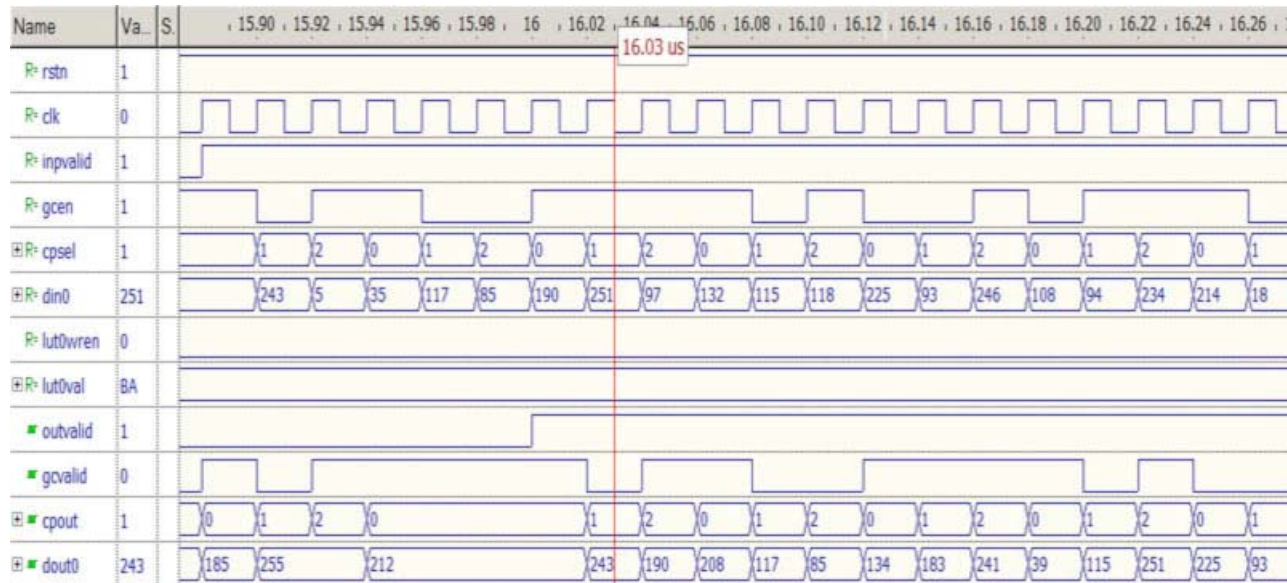 Name Va... S. 15.90 15.92 15.94 15.96 15.98 16 16.02 16.04 16.06 16.08 16.10 16.12 16.14 16.16 16.18 16.20 16.22 16.24 16.26
16.03 us
R= rstn 1
R= clk 0
R= inpvalid 1
R= gcen 1
R= cpsel 1 1 2 0 1 2 0 1 2 0 1 2 0 1 2 0 1 2 0 1
R= din0 251 243 5 35 117 85 190 251 97 132 115 118 225 93 246 108 94 234 214 18
R= lut0wren 0
R= lut0val BA
outvalid 1
gcvalid 0
cpout 1 0 1 2 0 1 2 0 1 2 0 1 2 0 1 2 0 1
dout0 243 185 255 212 243 190 208 117 85 134 183 241 39 115 251 225 93